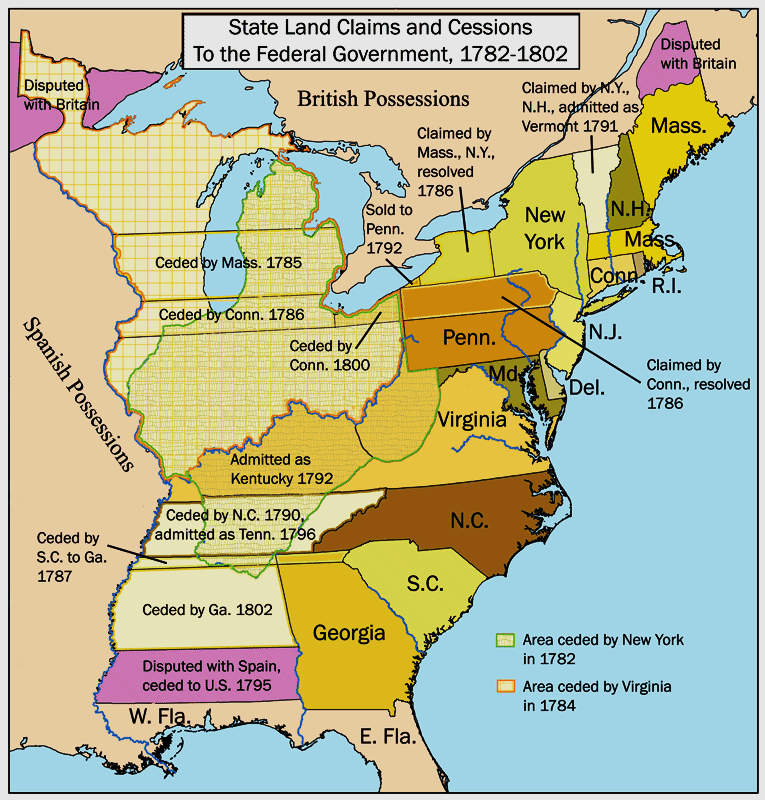 State Land Claims and Cessions
To the Federal Government, 1782-1802
Disputed
with Britain
Disputed
with Britain
British Possessions
Claimed by N.Y.,
N.H., admitted as
Vermont 1791
Claimed by
Mass., N.Y.,
resolved
1786
Mass.
N.H.
New
York
Sold to
Penn.
1792
Mass.
Conn.
R.I.
Ceded by Mass. 1785
Ceded by Conn. 1786
Ceded by
Conn. 1800
Penn.
N.J.
Claimed by
Conn., resolved
1786
Md.
Del.
Spanish Possessions
Virginia
Admitted as
Kentucky 1792
Ceded by N.C. 1790,
admitted as Tenn. 1796
N.C.
Ceded by
S.C. to Ga.
1787
S.C.
Ceded by Ga. 1802
Georgia
Disputed with Spain,
ceded to U.S. 1795
W. Fla.
E. Fla.
Area ceded by New York
in 1782
Area ceded by Virginia
in 1784